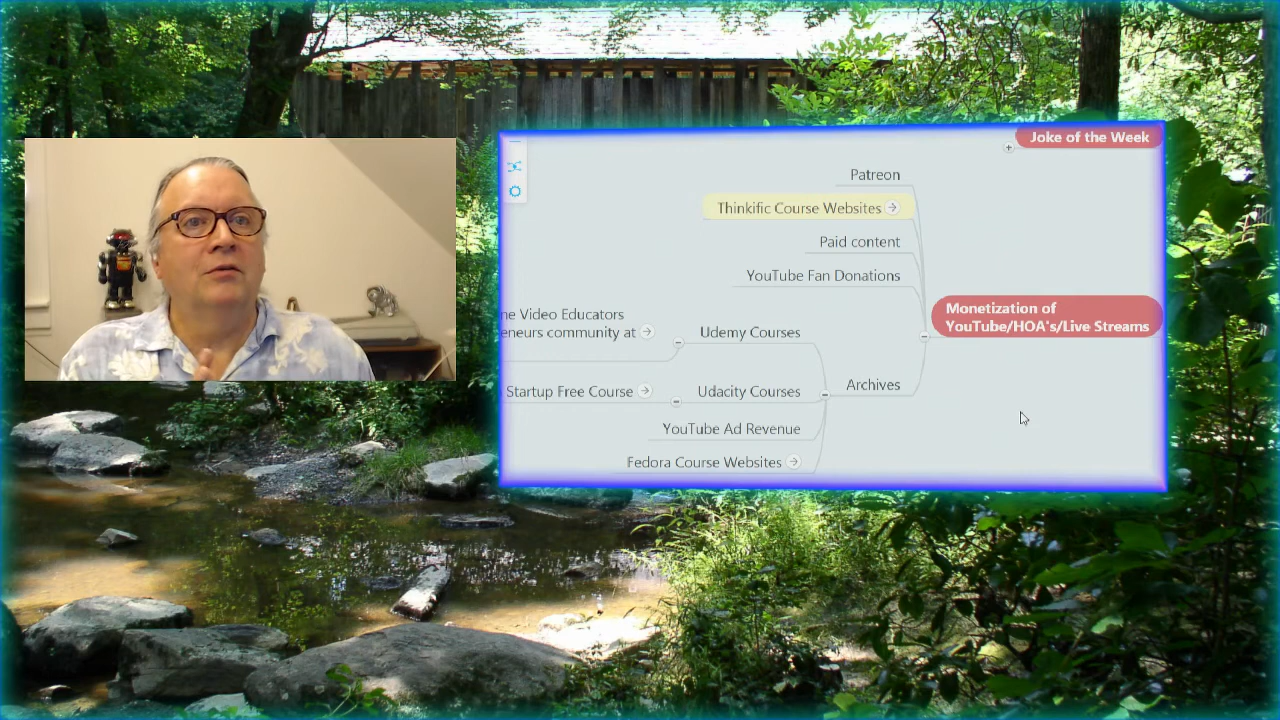 Joke of the Week
Patreon
Thinkific Course Websites
Paid content
YouTube Fan Donations
Monetization of
YouTube/HOA's/Live Streams
ne Video Educators
eneurs community at
Udemy Courses
Archives
Startup Free Course
Udacity Courses
YouTube Ad Revenue
Fedora Course Websites